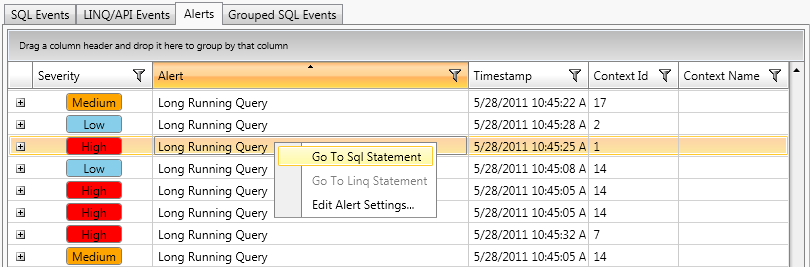 SQL Events LINQ/API Events Alerts Grouped SQL Events
Drag a column header and drop it here to group by that column
Severity Alert Timestamp Context Id Context Name
Medium Long Running Query 5/28/2011 10:45:22 A 17
Low Long Running Query 5/28/2011 10:45:28 A 2
High Long Running Query 5/28/2011 10:45:25 A 1
Go To Sql Statement
Low Long Running Query 5/28/2011 10:45:08 A 14
Go To Linq Statement
High Long Running Query 5/28/2011 10:45:05 A 14
Edit Alert Settings...
High Long Running Query 5/28/2011 10:45:05 A 14
High Long Running Query 5/28/2011 10:45:32 A 7
Medium Long Running Query 5/28/2011 10:45:05 A 14